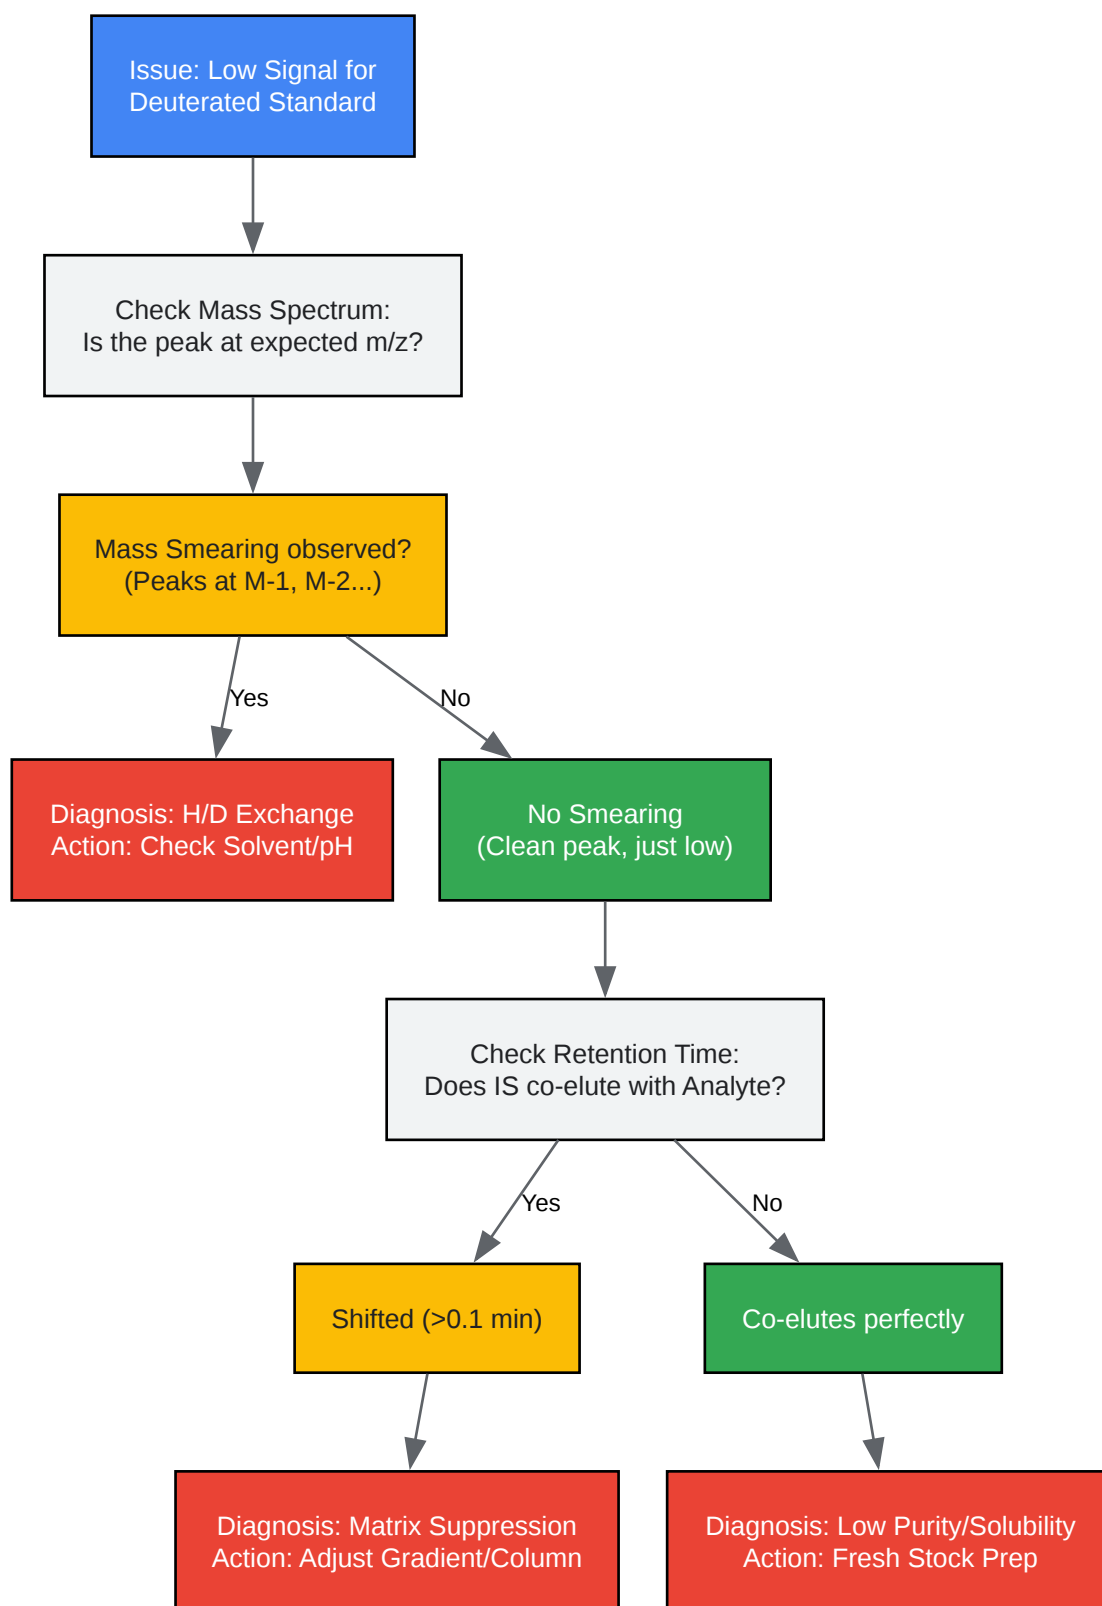 Issue: Low Signal for
Deuterated Standard
Check Mass Spectrum:
Is the peak at expected m/z?
Mass Smearing observed?
(Peaks at M-1, M-2...)
Yes
No
Diagnosis: H/D Exchange
Action: Check Solvent/pH
No Smearing
(Clean peak, just low)
Check Retention Time:
Does IS co-elute with Analyte?
Yes
No
Shifted (>0.1 min)
Co-elutes perfectly
Diagnosis: Matrix Suppression
Action: Adjust Gradient/Column
Diagnosis: Low Purity/Solubility
Action: Fresh Stock Prep